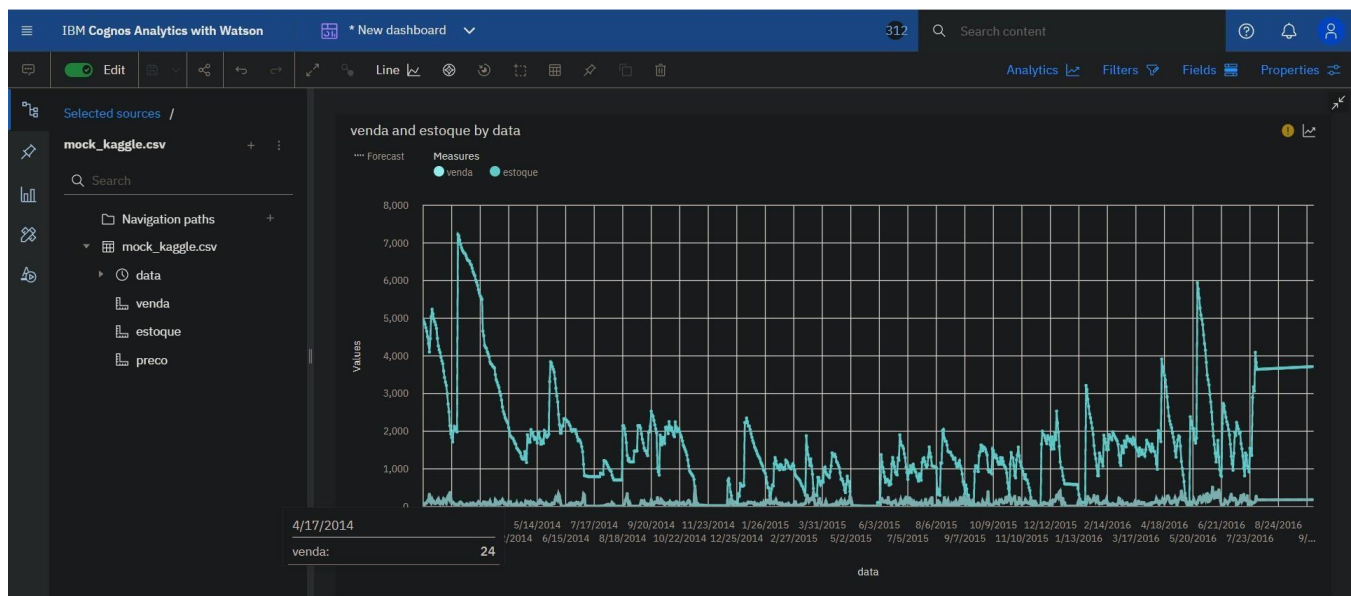 IBM Cognos Analytics with Watson
* New dashboard
312
Search content
Edit
Line
Analytics
Filters
Fields
Properties
Selected sources /
mock_kaggle.csv
Search
Navigation paths
mock_kaggle.csv
data
venda
estoque
preco
venda and estoque by data
Forecast
Measures
venda
estoque
Values
8,000
7,000
6,000
5,000
4,000
3,000
2,000
1,000
0
5/14/2014 7/17/2014 9/20/2014 11/23/2014 1/26/2015 3/31/2015 6/3/2015 8/6/2015 10/9/2015 12/12/2015 2/14/2016 4/18/2016 6/21/2016 8/24/2016
/2014 6/15/2014 8/18/2014 10/22/2014 12/25/2014 2/27/2015 5/2/2015 7/5/2015 9/7/2015 11/10/2015 1/13/2016 3/17/2016 5/20/2016 7/23/2016 9/...
data
4/17/2014
venda: 24